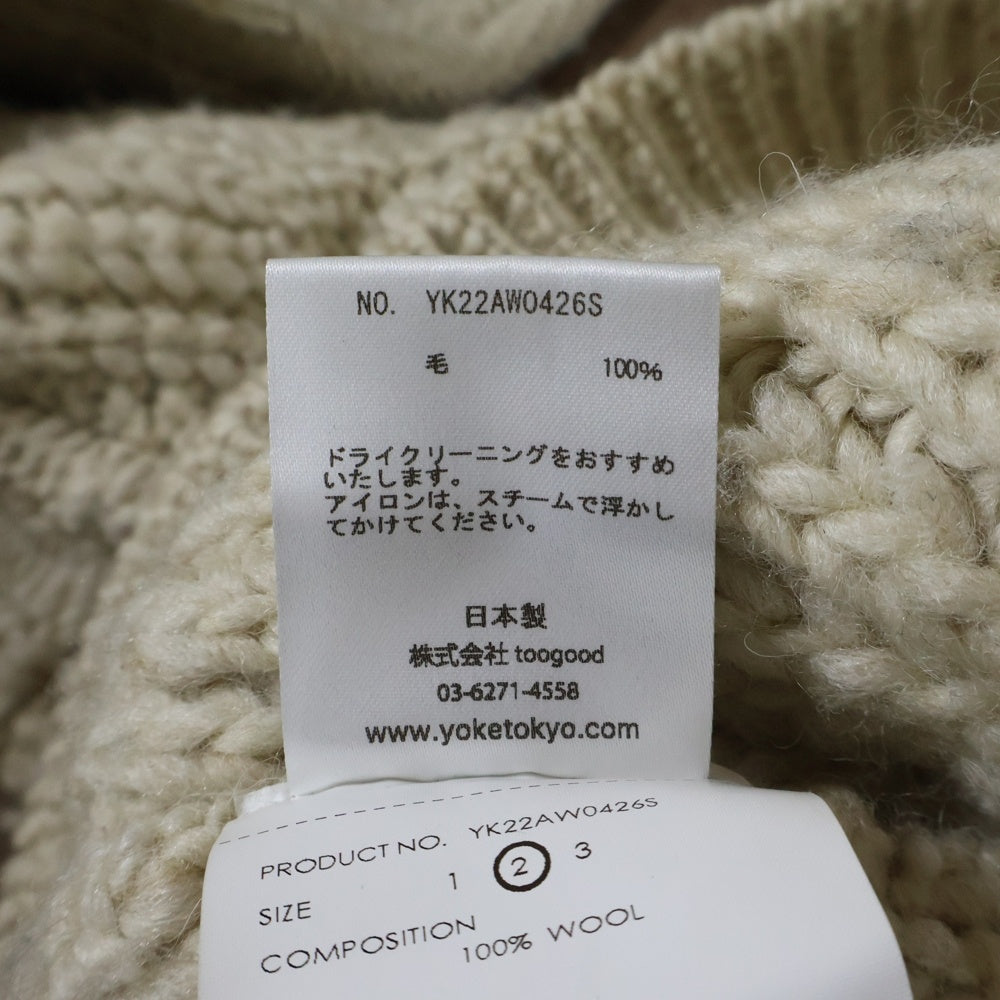 NO. YK22AW0426S
毛 100%
ドライクリーニングをおすすめ
いたします。
アイロンは、スチームで浮かし
てかけてください。
日本製
株式会社 toogood
03-6271-4558
www.yoketokyo.com
PRODUCT NO. YK22AW0426S
SIZE 1 2 3
COMPOSITION 100% WOOL